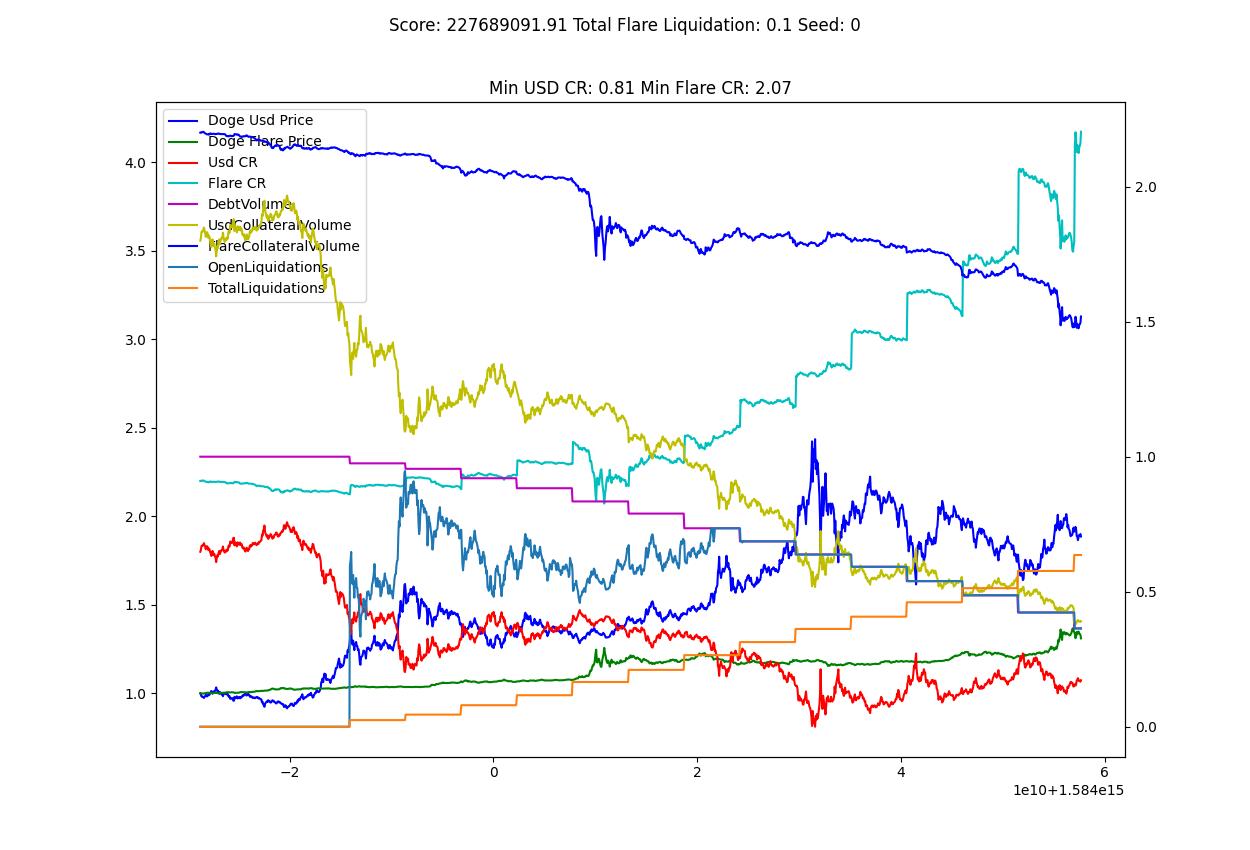 Score: 227689091.91 Total Flare Liquidation: 0.1 Seed: 0
Min USD CR: 0.81 Min Flare CR: 2.07
Doge Usd Price
Doge Flare Price
Usd CR
Flare CR
DebtVolume
UsdCollateralVolume
FlareCollateralVolume
OpenLiquidations
TotalLiquidations
4.0
3.5
3.0
2.5
2.0
1.5
1.0
2.0
1.5
1.0
0.5
0.0
−2
0
2
4
6
1e10+1.584e15